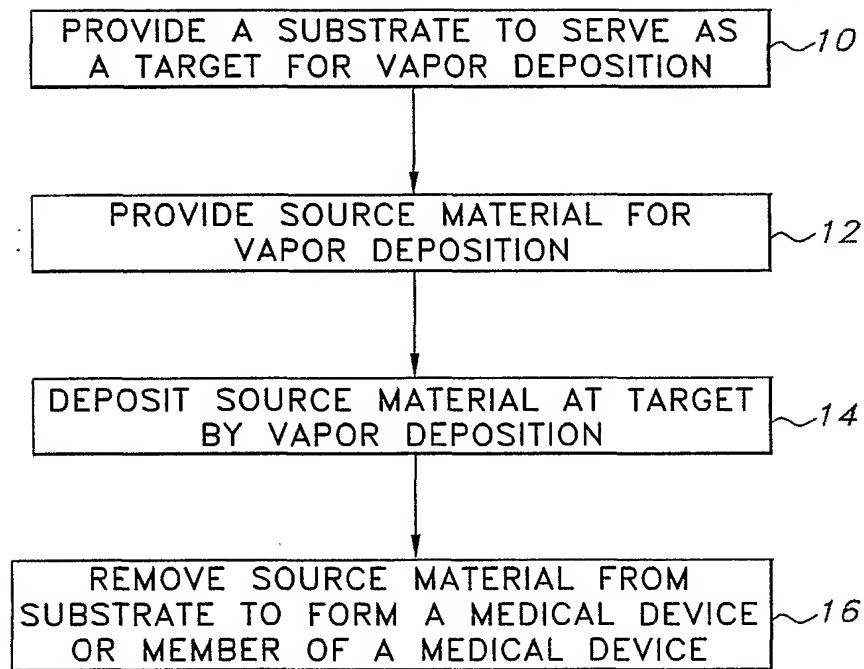 PROVIDE A SUBSTRATE TO SERVE AS
A TARGET FOR VAPOR DEPOSITION
10
PROVIDE SOURCE MATERIAL FOR
VAPOR DEPOSITION
12
DEPOSIT SOURCE MATERIAL AT TARGET
BY VAPOR DEPOSITION
14
REMOVE SOURCE MATERIAL FROM
SUBSTRATE TO FORM A MEDICAL DEVICE
OR MEMBER OF A MEDICAL DEVICE
16